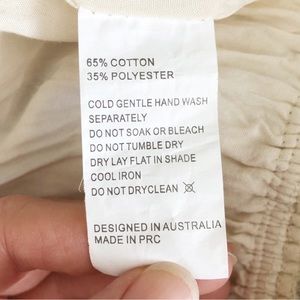 65% COTTON
35% POLYESTER
COLD GENTLE HAND WASH
SEPARATELY
DO NOT SOAK OR BLEACH
DO NOT TUMBLE DRY
DRY LAY FLAT IN SHADE
COOL IRON
DO NOT DRYCLEAN
DESIGNED IN AUSTRALIA
MADE IN PRC